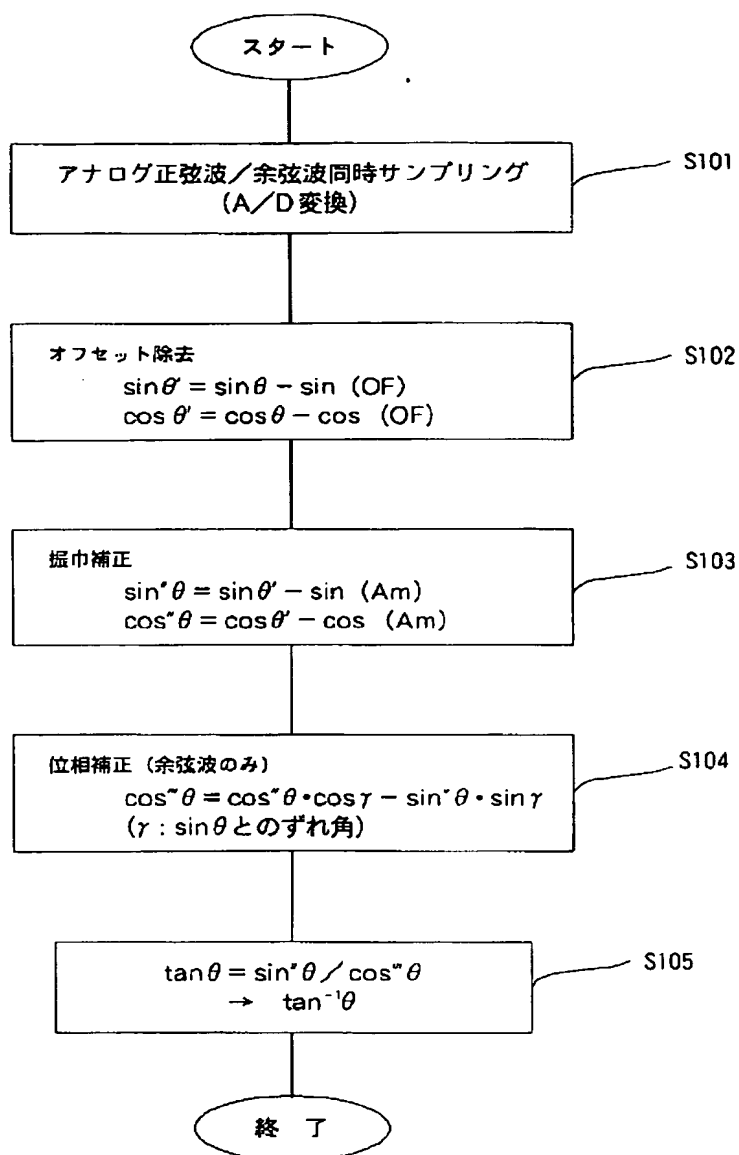 スタート
アナログ正弦波／余弦波同時サンプリング
(A／D変換)
S101
オフセット除去
sinθ' = sinθ − sin (OF)
cos θ' = cosθ − cos (OF)
S102
振巾補正
sin"θ = sinθ' − sin (Am)
cos"θ = cosθ' − cos (Am)
S103
位相補正 (余弦波のみ)
cos'''θ = cos"θ・cosγ − sin"θ・sinγ
(γ : sinθとのずれ角)
S104
tanθ = sin"θ／cos'''θ
→ tan⁻¹θ
S105
終 了